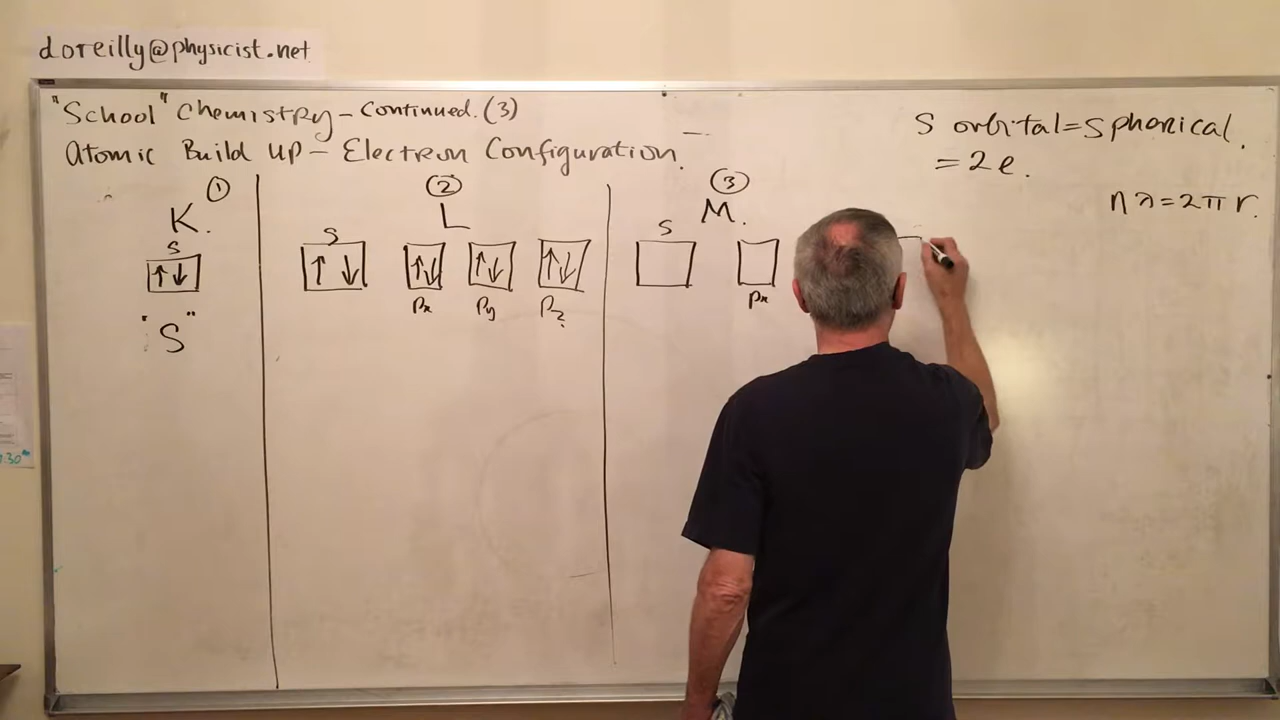 doreilly@physicist.net
"School" Chemistry - Continued. (3)
Atomic Build Up - Electron Configuration.
S orbital = Spherical.
= 2e.
nλ = 2πr.
① ② ③
K. L M.
S S S
↑↓ ↑↓ ↑↓ ↑↓ ↑↓
Px Py Pz Px
"S"